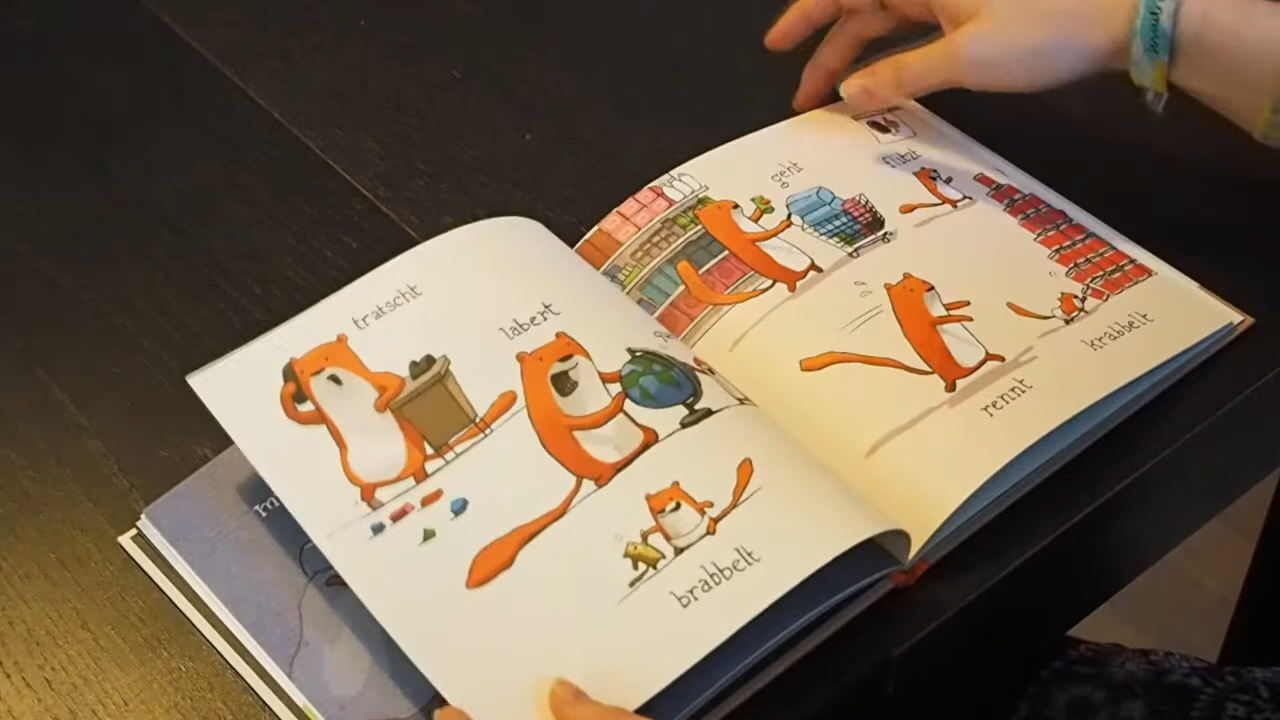 tratscht
labert
brabbelt
geht
flitzt
rennt
krabbelt